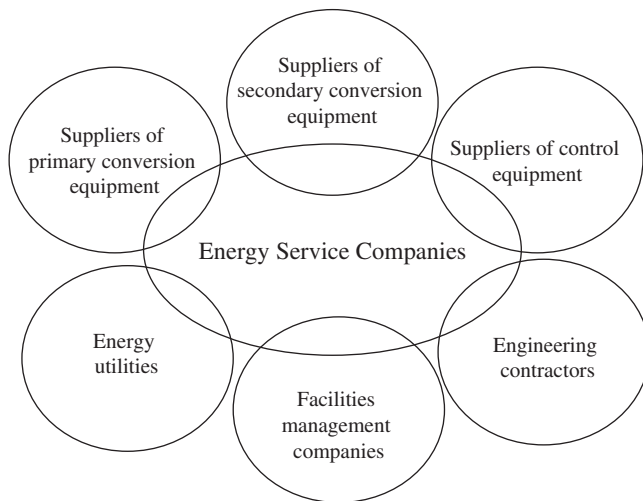 Suppliers of
secondary conversion
equipment
Suppliers of
primary conversion
equipment
Suppliers of control
equipment
Energy Service Companies
Energy
utilities
Engineering
contractors
Facilities
management
companies